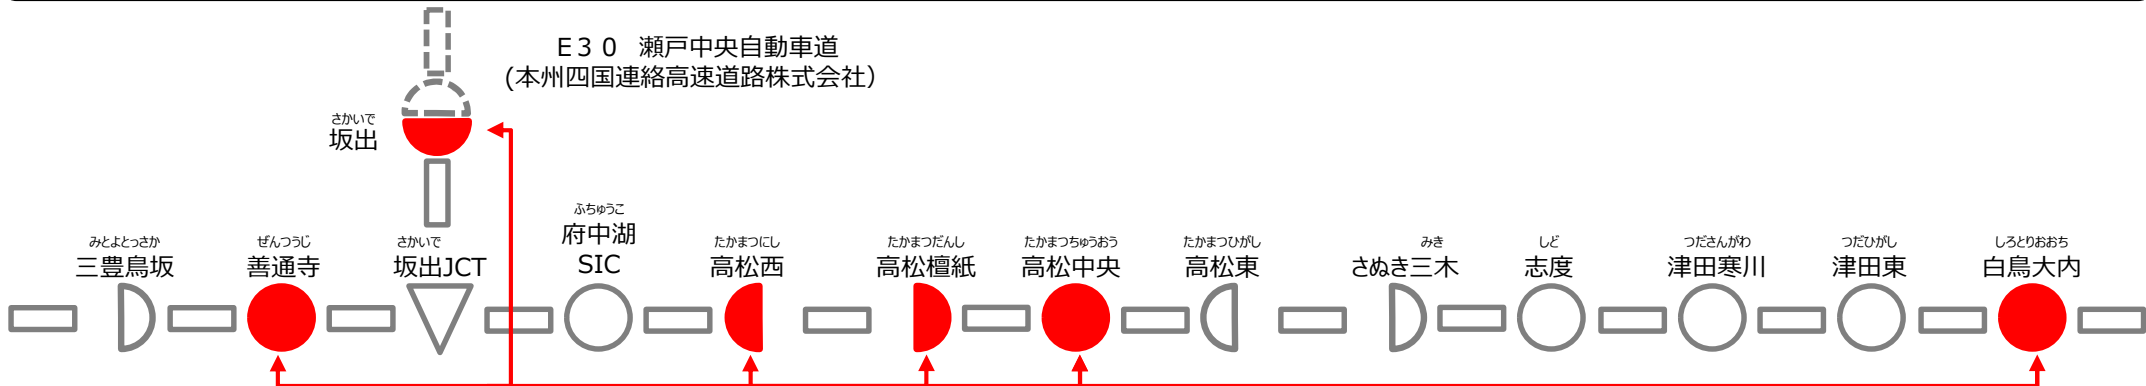 E30 瀬戸中央自動車道
(本州四国連絡高速道路株式会社)
さかいで
坂出
みとよとっさか
三豊鳥坂
ぜんつうじ
善通寺
さかいで
坂出JCT
ふちゅうこ
府中湖
SIC
たかまつにし
高松西
たかまつだんし
高松檀紙
たかまつちゅうおう
高松中央
たかまつひがし
高松東
みき
さぬき三木
しど
志度
つださんがわ
津田寒川
つだひがし
津田東
しろとりおおち
白鳥大内